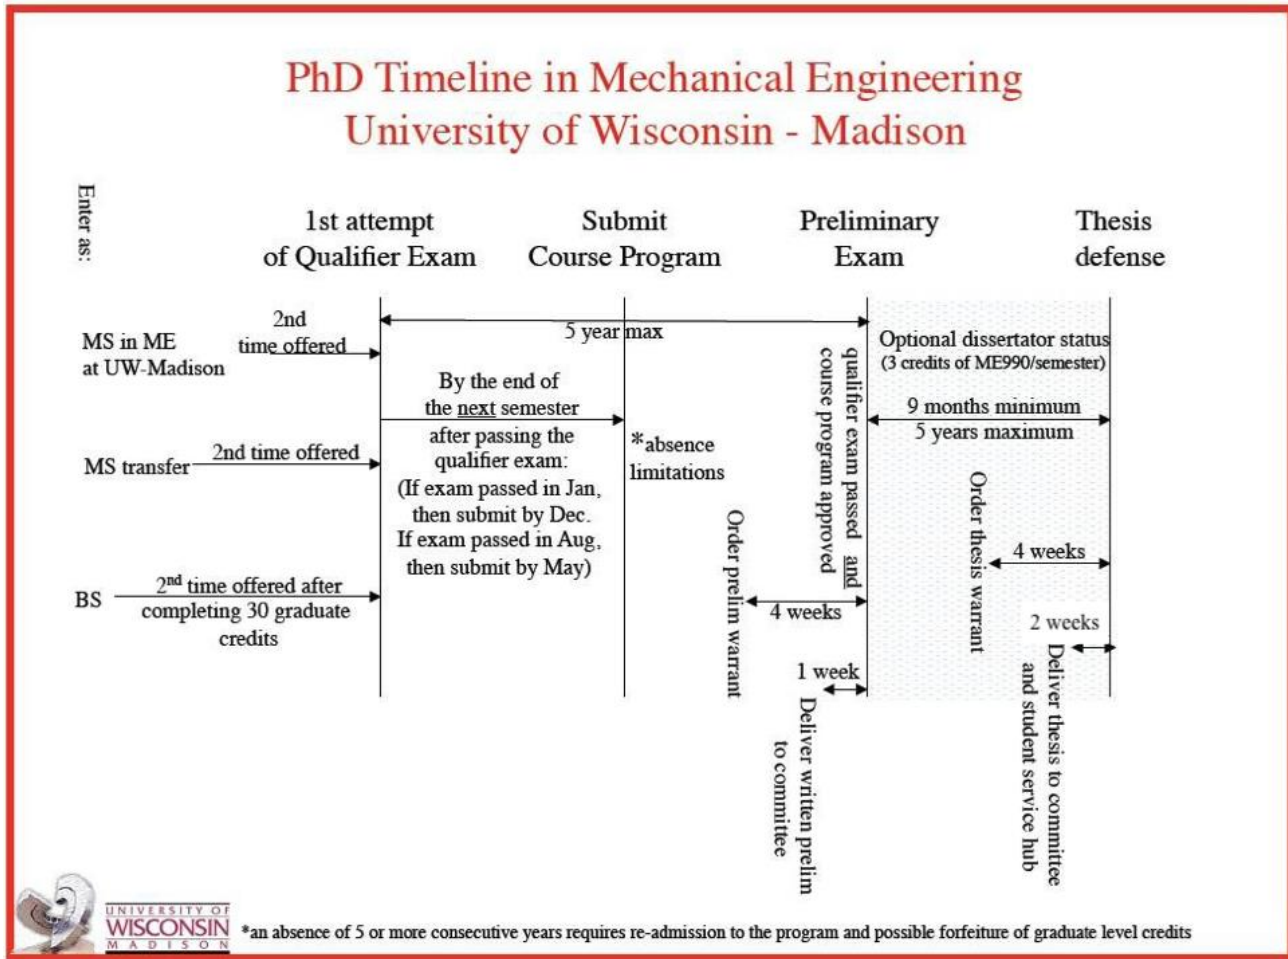 PhD Timeline in Mechanical Engineering
University of Wisconsin - Madison
Enter as:
1st attempt
of Qualifier Exam
Submit
Course Program
Preliminary
Exam
Thesis
defense
MS in ME
at UW-Madison
2nd
time offered
5 year max
Optional dissertator status
(3 credits of ME990/semester)
By the end of
the next semester
after passing the
qualifier exam:
(If exam passed in Jan,
then submit by Dec.
If exam passed in Aug,
then submit by May)
*absence
limitations
qualifier exam passed and
course program approved
9 months minimum
5 years maximum
MS transfer
2nd time offered
Order prelim warrant
4 weeks
Order thesis warrant
4 weeks
BS
2nd time offered after
completing 30 graduate
credits
1 week
Deliver written prelim
to committee
2 weeks
Deliver thesis to committee
and student service hub
UNIVERSITY OF
WISCONSIN
MADISON
*an absence of 5 or more consecutive years requires re-admission to the program and possible forfeiture of graduate level credits